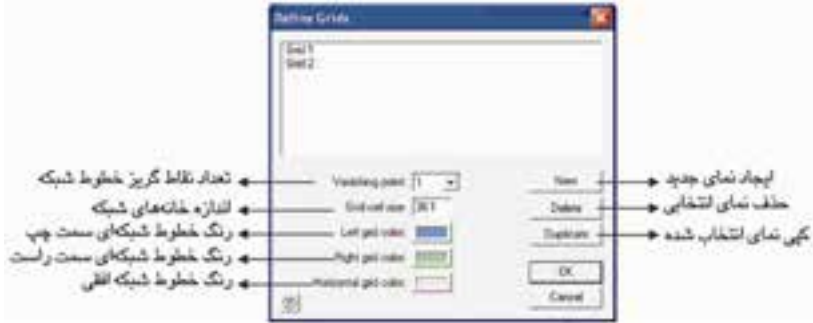 Define Grids
Grid 1
Grid 2
تعداد نقاط گریز خطوط شبکه
Vanishing point: 1
New
ایجاد نمای جدید
اندازه خانه‌های شبکه
Grid cell size:
Delete
حذف نمای انتخابی
رنگ خطوط شبکه‌ای سمت چپ
Left grid color:
Duplicate
کپی نمای انتخاب شده
رنگ خطوط شبکه‌ای سمت راست
Right grid color:
OK
رنگ خطوط شبکه افقی
Horizontal grid color:
Cancel